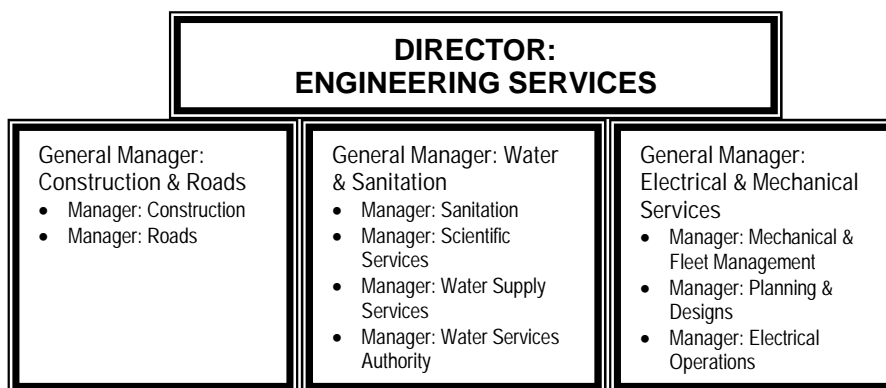 DIRECTOR:
ENGINEERING SERVICES
General Manager:
Construction & Roads
• Manager: Construction
• Manager: Roads
General Manager: Water
& Sanitation
• Manager: Sanitation
• Manager: Scientific
Services
• Manager: Water Supply
Services
• Manager: Water Services
Authority
General Manager:
Electrical & Mechanical
Services
• Manager: Mechanical &
Fleet Management
• Manager: Planning &
Designs
• Manager: Electrical
Operations